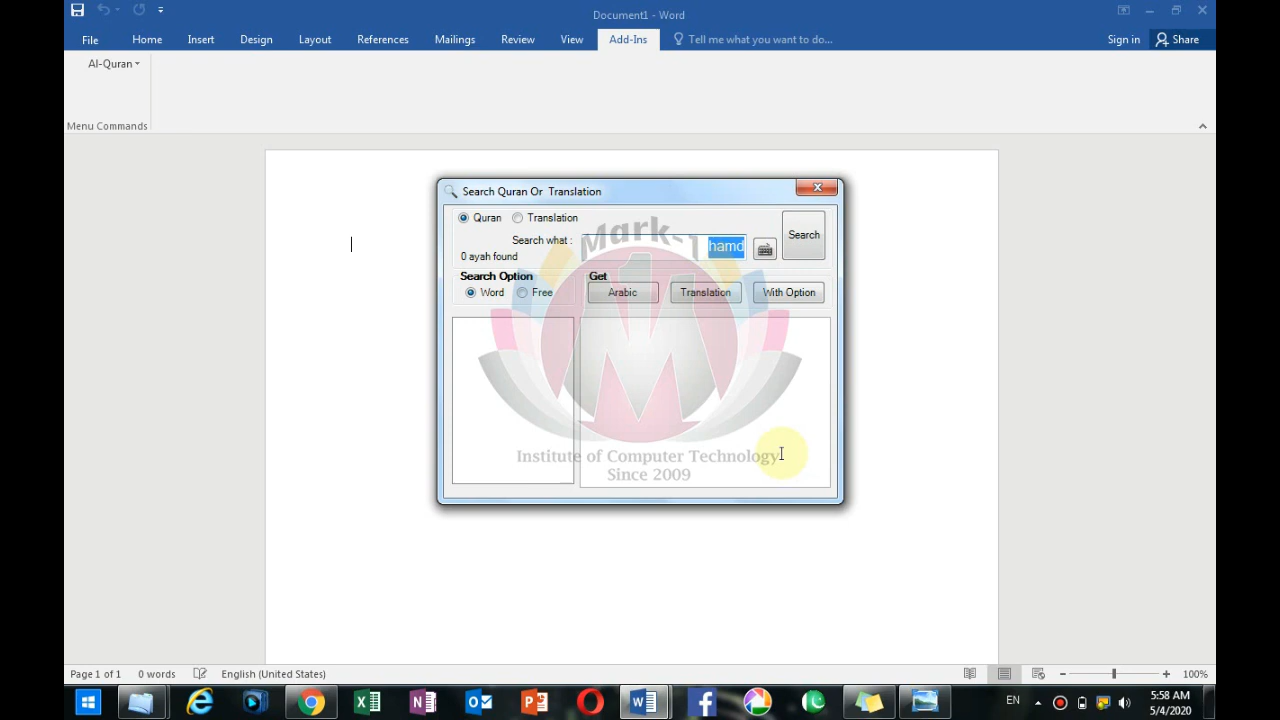 Document1 - Word
File Home Insert Design Layout References Mailings Review View Add-Ins Tell me what you want to do... Sign in Share
Al-Quran
Menu Commands
Search Quran Or Translation
Quran Translation
Search what :
hamd
Search
0 ayah found
Search Option
Word Free
Get
Arabic Translation With Option
Mark-1
Institute of Computer Technology
Since 2009
Page 1 of 1 0 words English (United States) 100%
EN
5:58 AM
5/4/2020